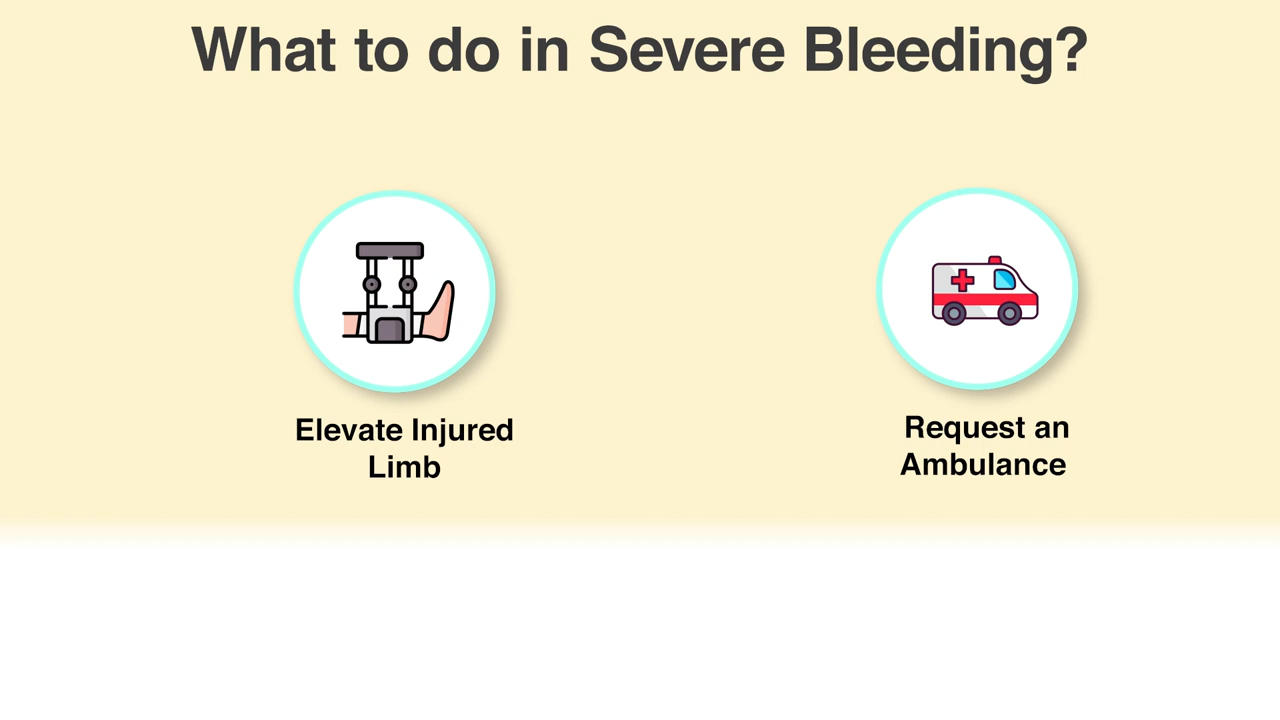 What to do in Severe Bleeding?
Elevate Injured
Limb
Request an
Ambulance